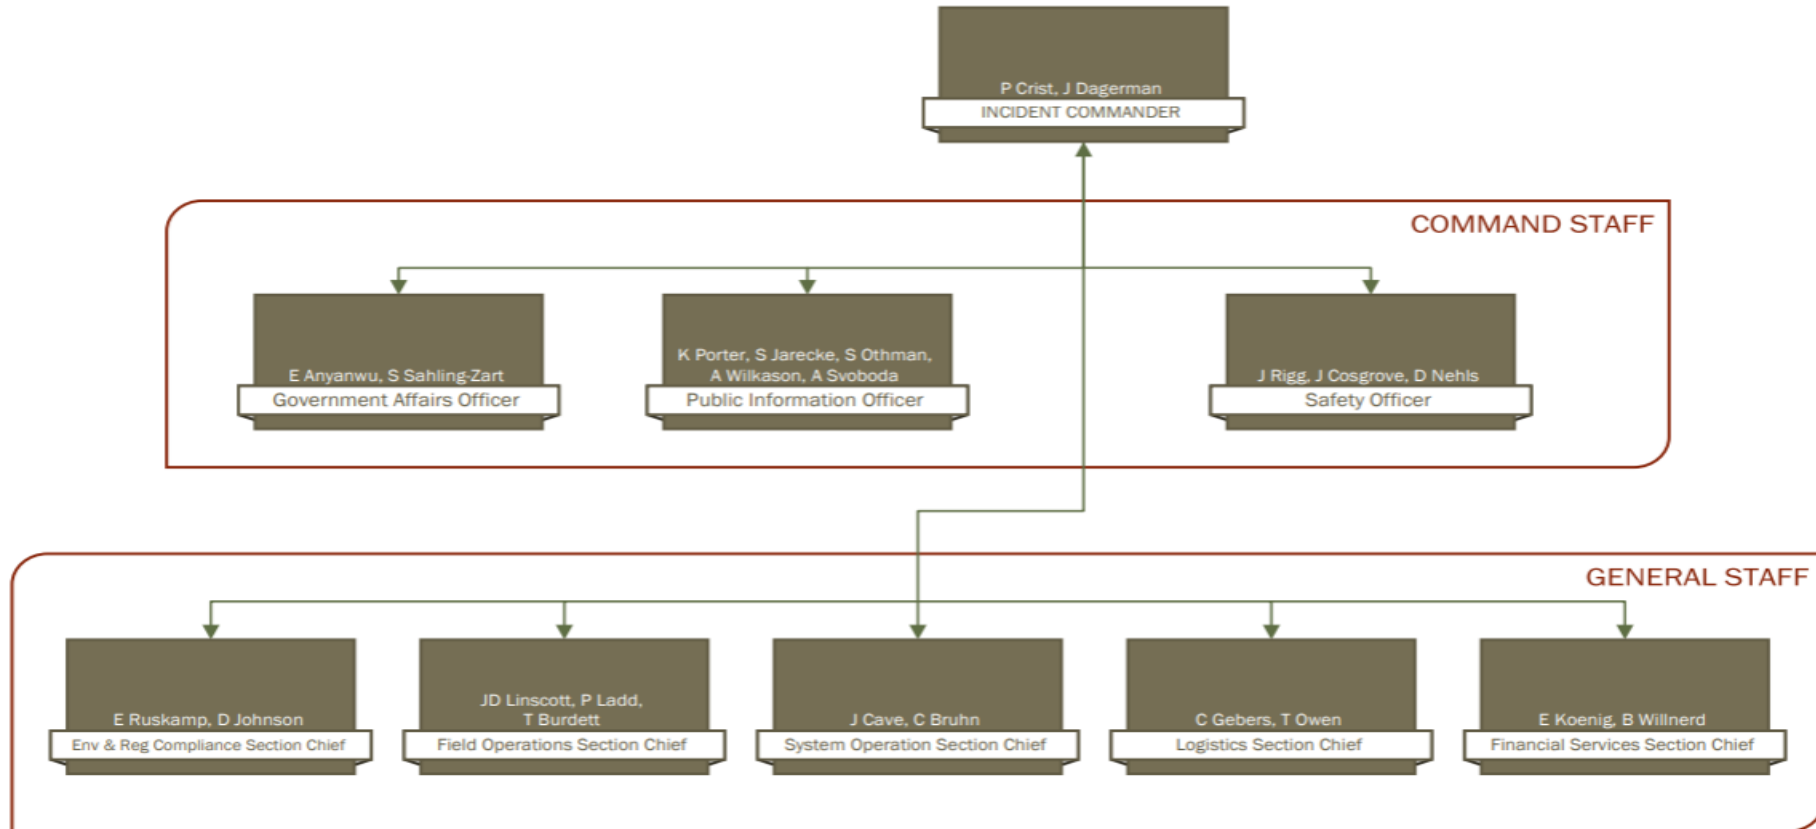 P Crist, J Dagerman
INCIDENT COMMANDER
COMMAND STAFF
E Anyanwu, S Sahling-Zart
Government Affairs Officer
K Porter, S Jarecke, S Othman,
A Wilkason, A Svoboda
Public Information Officer
J Rigg, J Cosgrove, D Nehls
Safety Officer
GENERAL STAFF
E Ruskamp, D Johnson
Env & Reg Compliance Section Chief
JD Linscott, P Ladd,
T Burdett
Field Operations Section Chief
J Cave, C Bruhn
System Operation Section Chief
C Gebers, T Owen
Logistics Section Chief
E Koenig, B Willnerd
Financial Services Section Chief